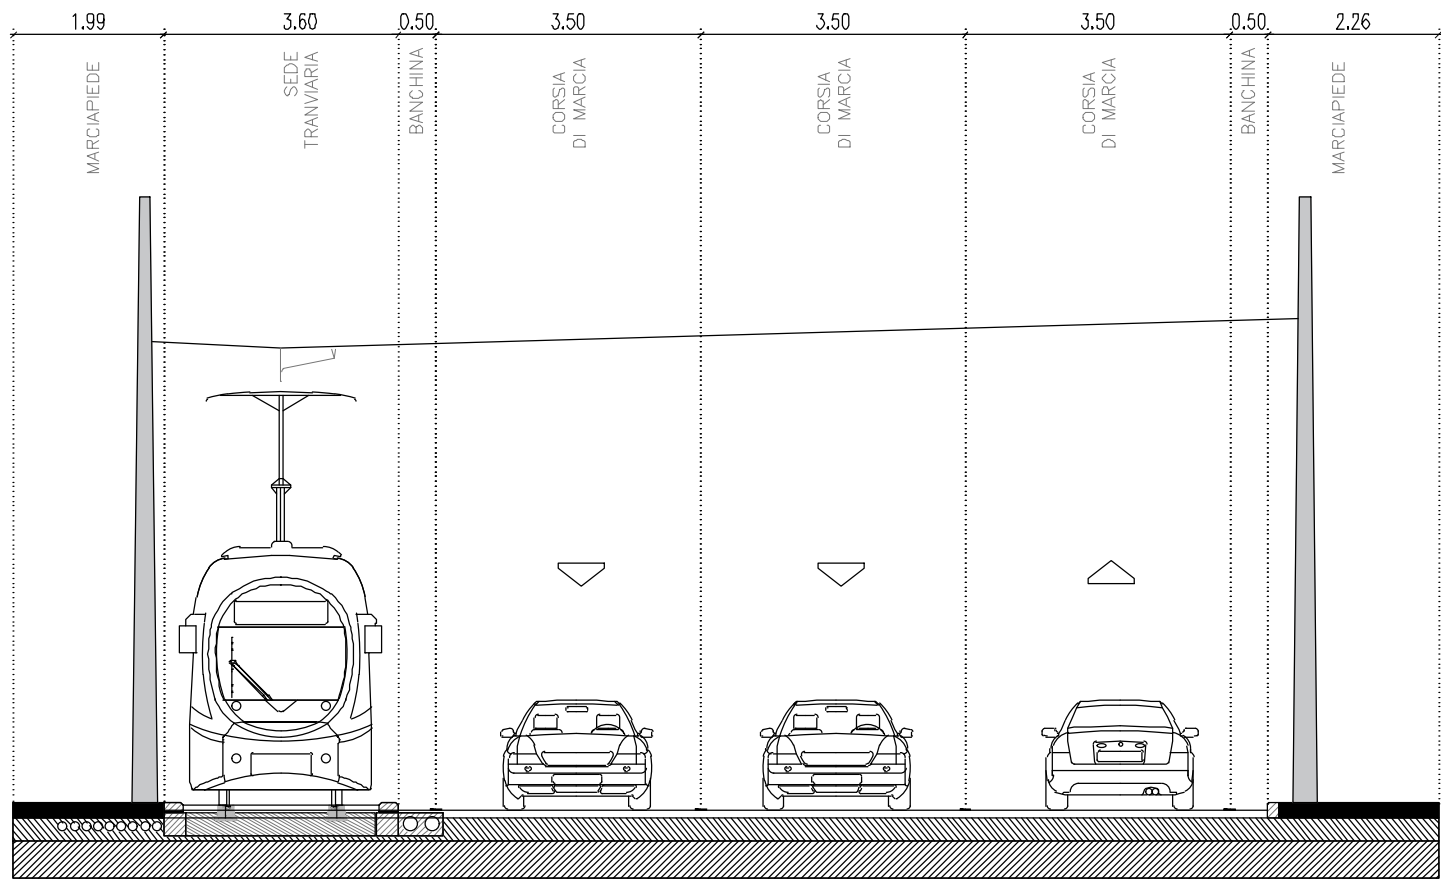 1.99
3.60
0.50
3.50
3.50
3.50
0.50
2.26
MARCIAPIEDE
SEDE
TRANVIARIA
BANCHINA
CORSIA
DI MARCIA
CORSIA
DI MARCIA
CORSIA
DI MARCIA
BANCHINA
MARCIAPIEDE